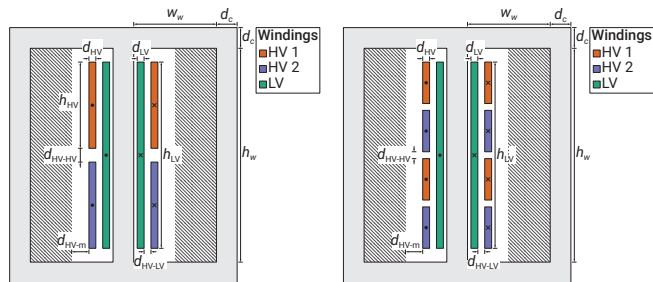 w_w
d_c
d_c
Windings
HV 1
HV 2
LV
d_HV
d_LV
h_HV
d_HV-HV
h_LV
h_w
d_HV-m
d_HV-LV
w_w
d_c
d_c
Windings
HV 1
HV 2
LV
d_HV
d_LV
d_HV-HV
h_LV
h_w
d_HV-m
d_HV-LV